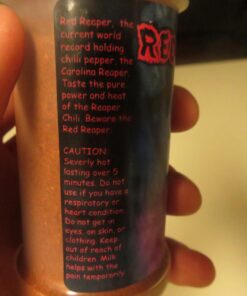 Red Reaper, the
current world
record holding
chili pepper, the
Carolina Reaper.
Taste the pure
power and heat
of the Reaper
Chili. Beware the
Red Reaper.
RE
CAUTION:
Severly hot
lasting over 5
minutes. Do not
use if you have a
respiratory or
heart condition.
Do not get in
eyes, on skin, or
clothing. Keep
out of reach of
children. Milk
helps with the
pain temporarily